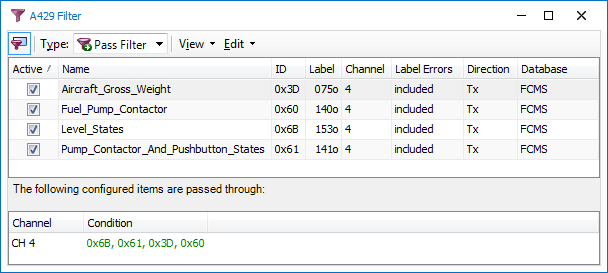 A429 Filter
Type: Pass Filter View Edit
Active Name ID Label Channel Label Errors Direction Database
Aircraft_Gross_Weight 0x3D 075o 4 included Tx FCMS
Fuel_Pump_Contactor 0x60 140o 4 included Tx FCMS
Level_States 0x6B 153o 4 included Tx FCMS
Pump_Contactor_And_Pushbutton_States 0x61 141o 4 included Tx FCMS
The following configured items are passed through:
Channel Condition
CH 4 0x6B, 0x61, 0x3D, 0x60